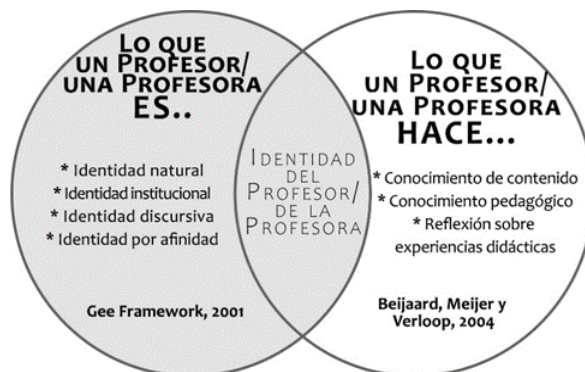 LO QUE
UN PROFESOR/
UNA PROFESORA
ES..
* Identidad natural
* Identidad institucional
* Identidad discursiva
* Identidad por afinidad
Gee Framework, 2001
IDENTIDAD
DEL
PROFESOR/
DE LA
PROFESORA
LO QUE
UN PROFESOR/
UNA PROFESORA
HACE...
* Conocimiento de contenido
* Conocimiento pedagógico
* Reflexión sobre
experiencias didácticas
Beijaard, Meijer y
Verloop, 2004